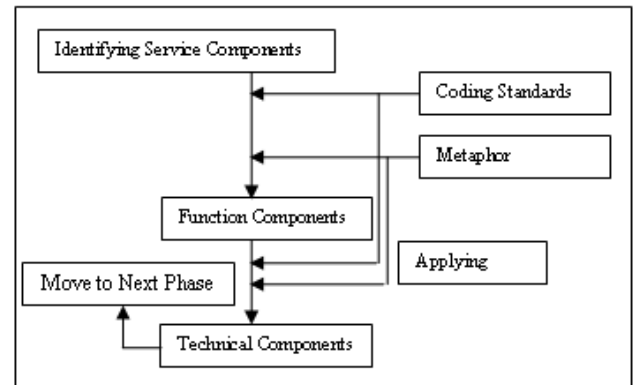 Identifying Service Components
Coding Standards
Metaphor
Function Components
Applying
Move to Next Phase
Technical Components